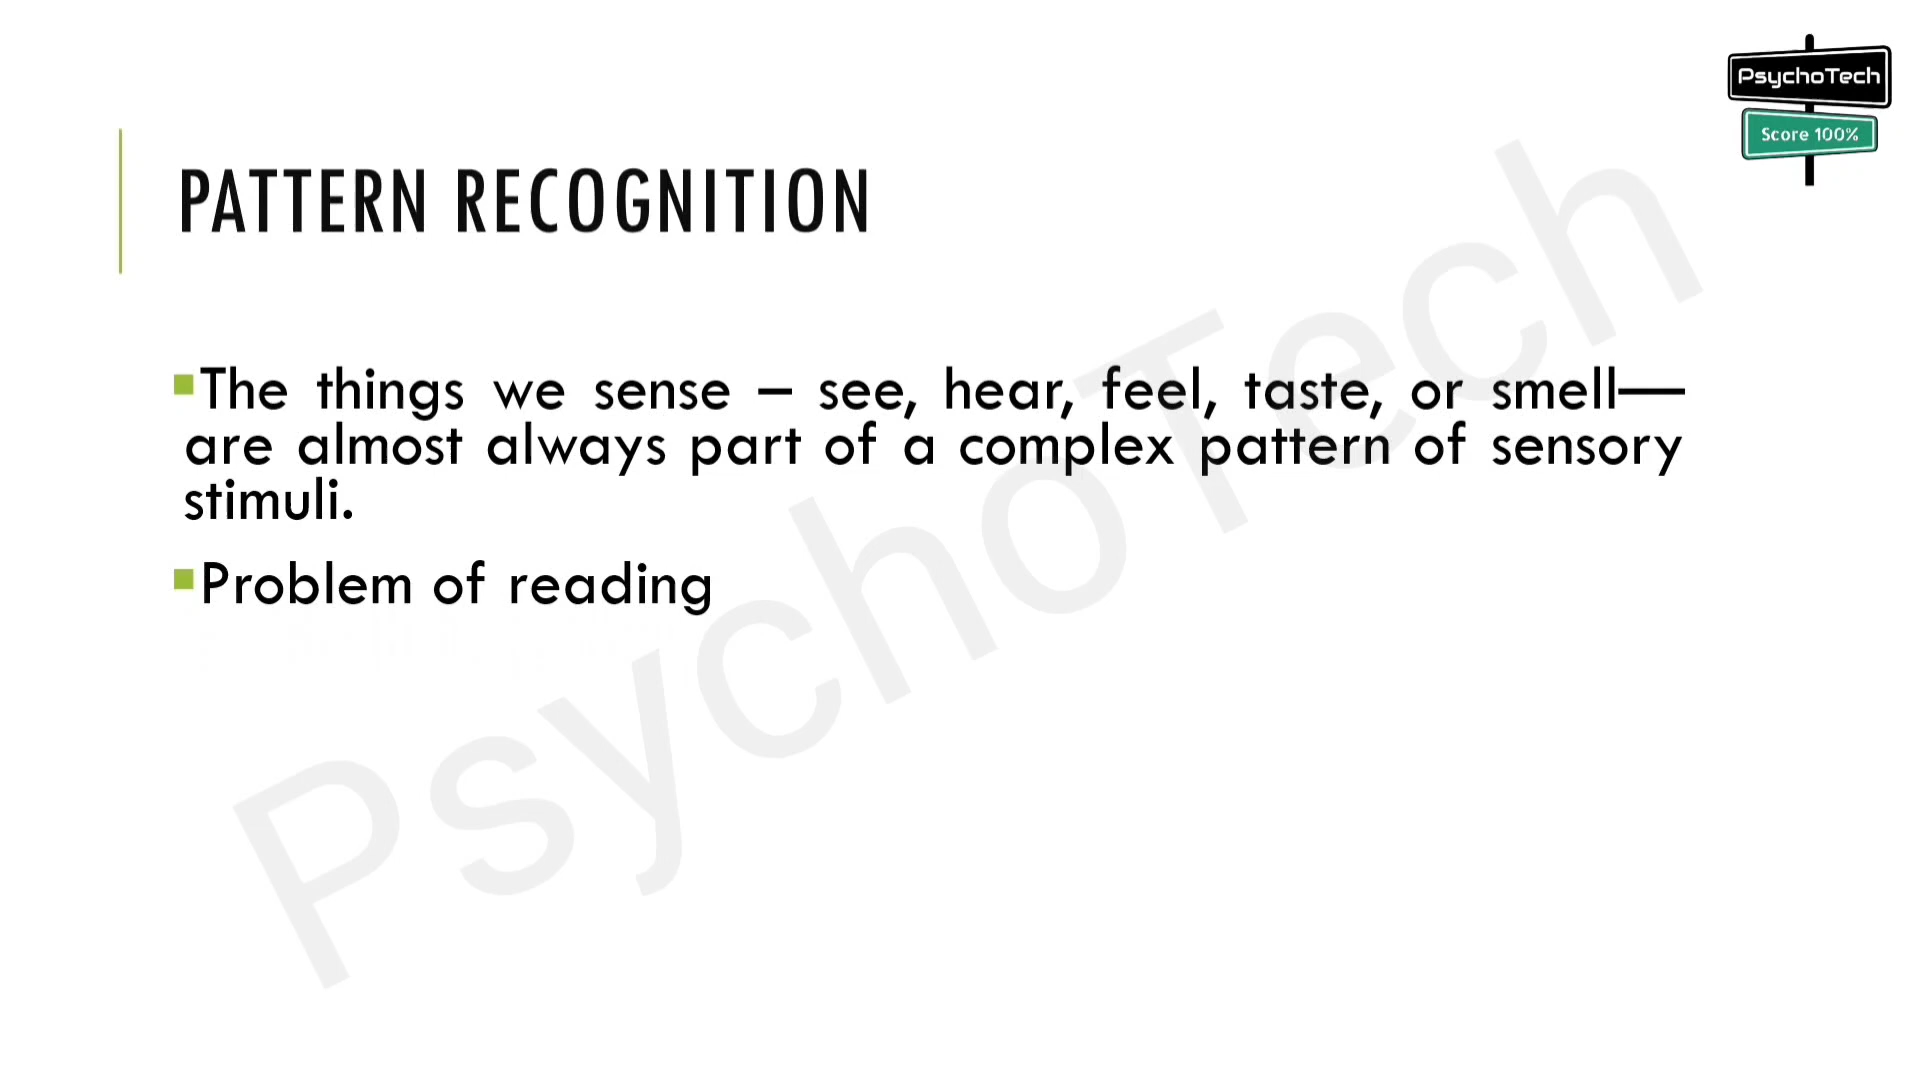 PsychoTech
Score 100%
PATTERN RECOGNITION
▪The things we sense – see, hear, feel, taste, or smell—
are almost always part of a complex pattern of sensory
stimuli.
▪Problem of reading
PsychoTech